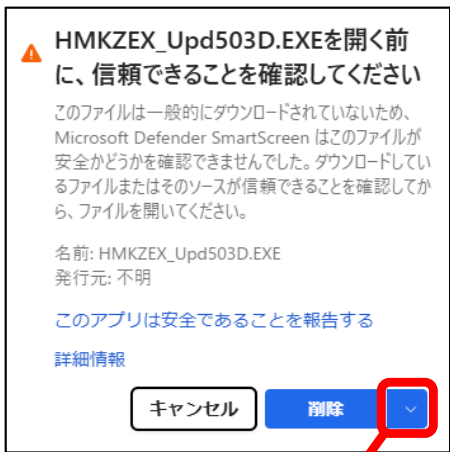 HMKZEX_Upd503D.EXEを開く前
に、信頼できることを確認してください
このファイルは一般的にダウンロードされていないため、
Microsoft Defender SmartScreen はこのファイルが
安全かどうかを確認できませんでした。ダウンロードしてい
るファイルまたはそのソースが信頼できることを確認してか
ら、ファイルを開いてください。
名前: HMKZEX_Upd503D.EXE
発行元: 不明
このアプリは安全であることを報告する
詳細情報
キャンセル 削除